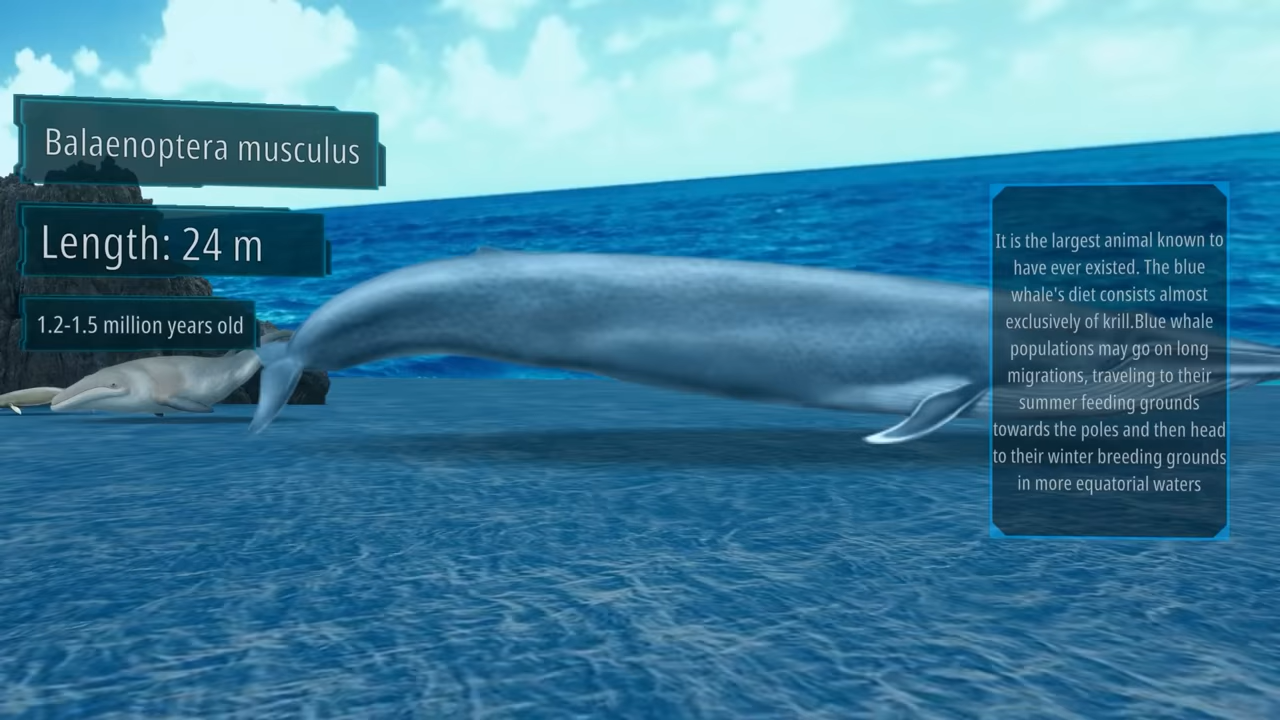 Balaenoptera musculus
Length: 24 m
1.2-1.5 million years old
It is the largest animal known to
have ever existed. The blue
whale's diet consists almost
exclusively of krill.Blue whale
populations may go on long
migrations, traveling to their
summer feeding grounds
towards the poles and then head
to their winter breeding grounds
in more equatorial waters